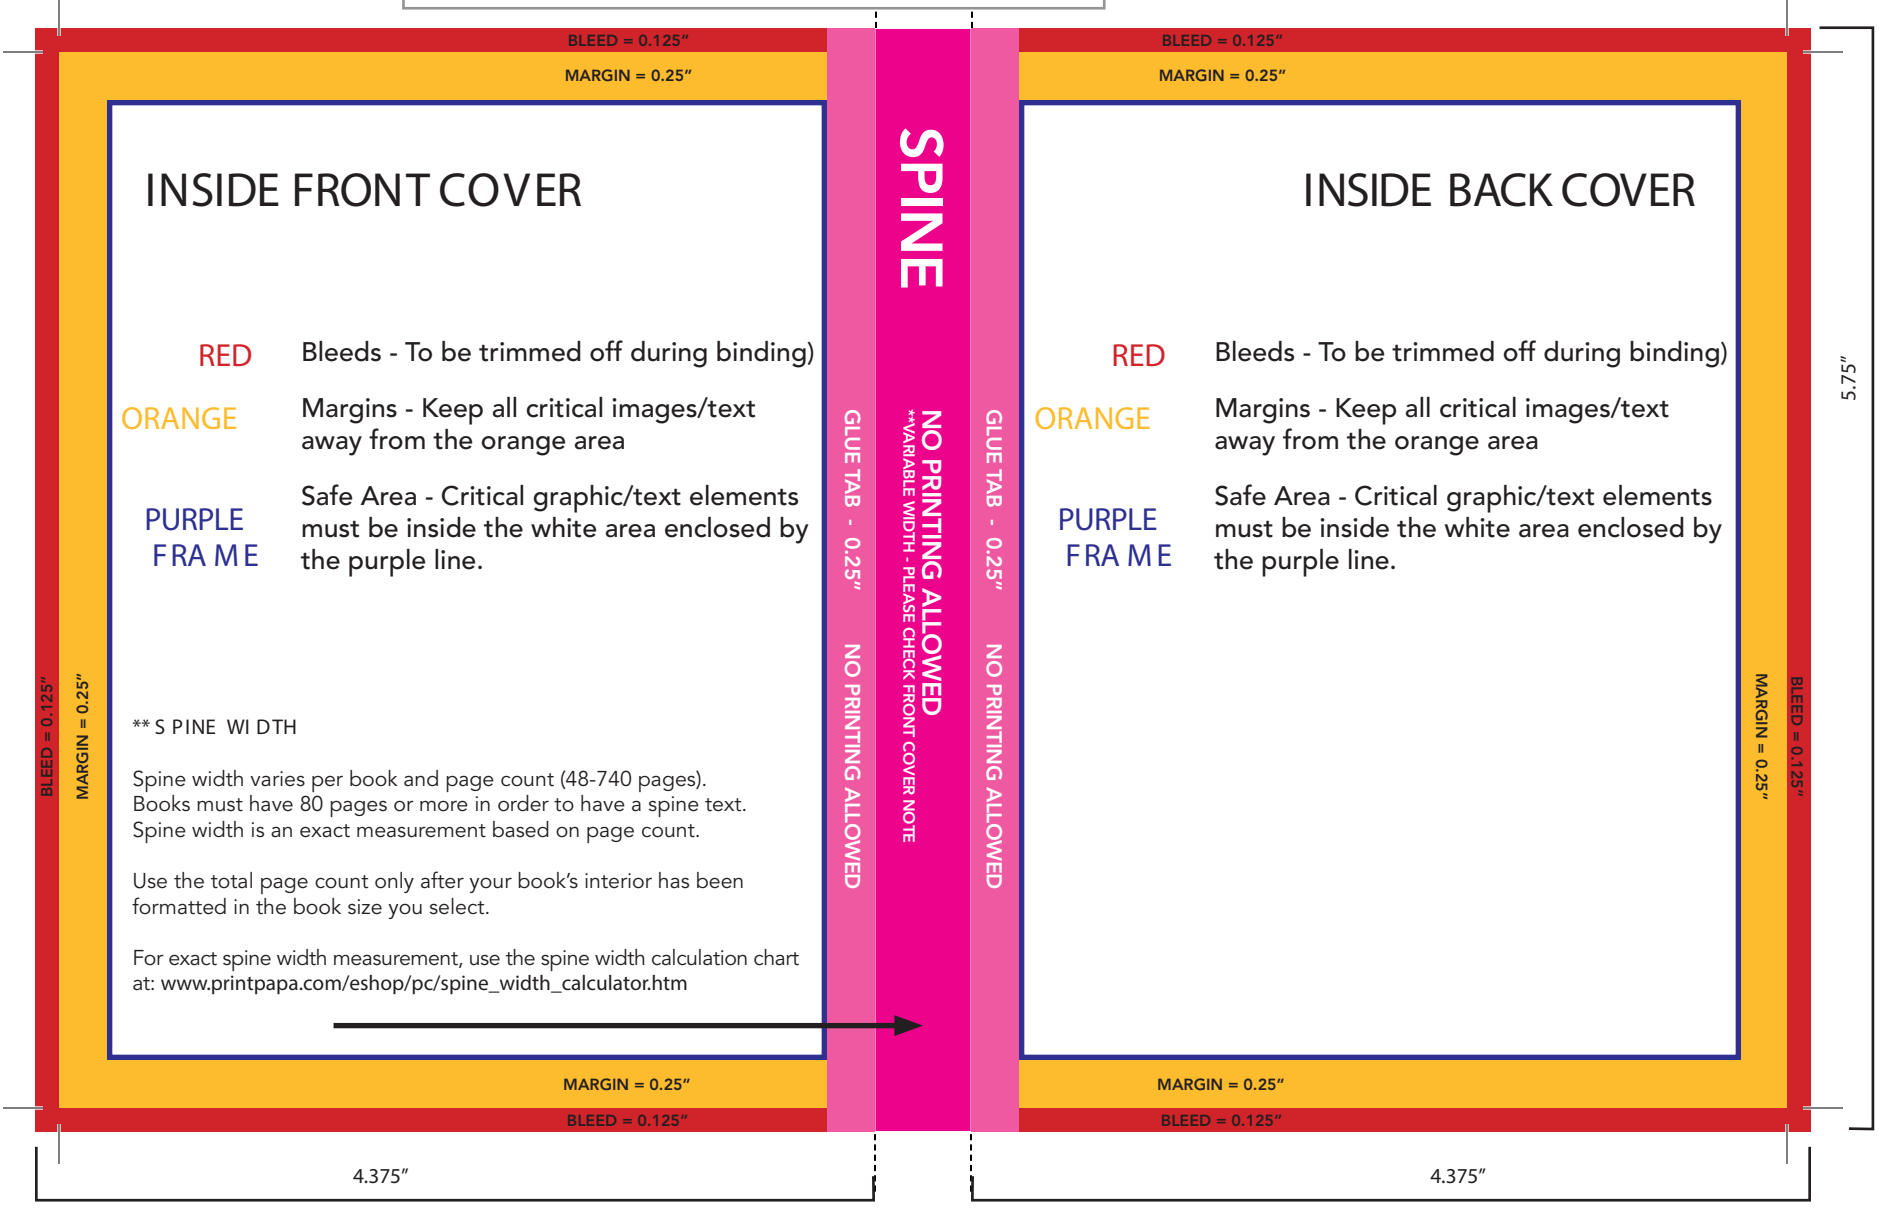 BLEED = 0.125"
MARGIN = 0.25"
INSIDE FRONT COVER
RED
Bleeds - To be trimmed off during binding)
ORANGE
Margins - Keep all critical images/text
away from the orange area
PURPLE
FRAME
Safe Area - Critical graphic/text elements
must be inside the white area enclosed by
the purple line.
** SPINE WIDTH
Spine width varies per book and page count (48-740 pages).
Books must have 80 pages or more in order to have a spine text.
Spine width is an exact measurement based on page count.
Use the total page count only after your book's interior has been
formatted in the book size you select.
For exact spine width measurement, use the spine width calculation chart
at: www.printpapa.com/eshop/pc/spine_width_calculator.htm
BLEED = 0.125"
MARGIN = 0.25"
MARGIN = 0.25"
BLEED = 0.125"
4.375"
GLUE TAB - 0.25" NO PRINTING ALLOWED
SPINE
NO PRINTING ALLOWED
**VARIABLE WIDTH - PLEASE CHECK FRONT COVER NOTE
GLUE TAB - 0.25" NO PRINTING ALLOWED
BLEED = 0.125"
MARGIN = 0.25"
INSIDE BACK COVER
RED
Bleeds - To be trimmed off during binding)
ORANGE
Margins - Keep all critical images/text
away from the orange area
PURPLE
FRAME
Safe Area - Critical graphic/text elements
must be inside the white area enclosed by
the purple line.
MARGIN = 0.25"
BLEED = 0.125"
MARGIN = 0.25"
BLEED = 0.125"
4.375"
5.75"